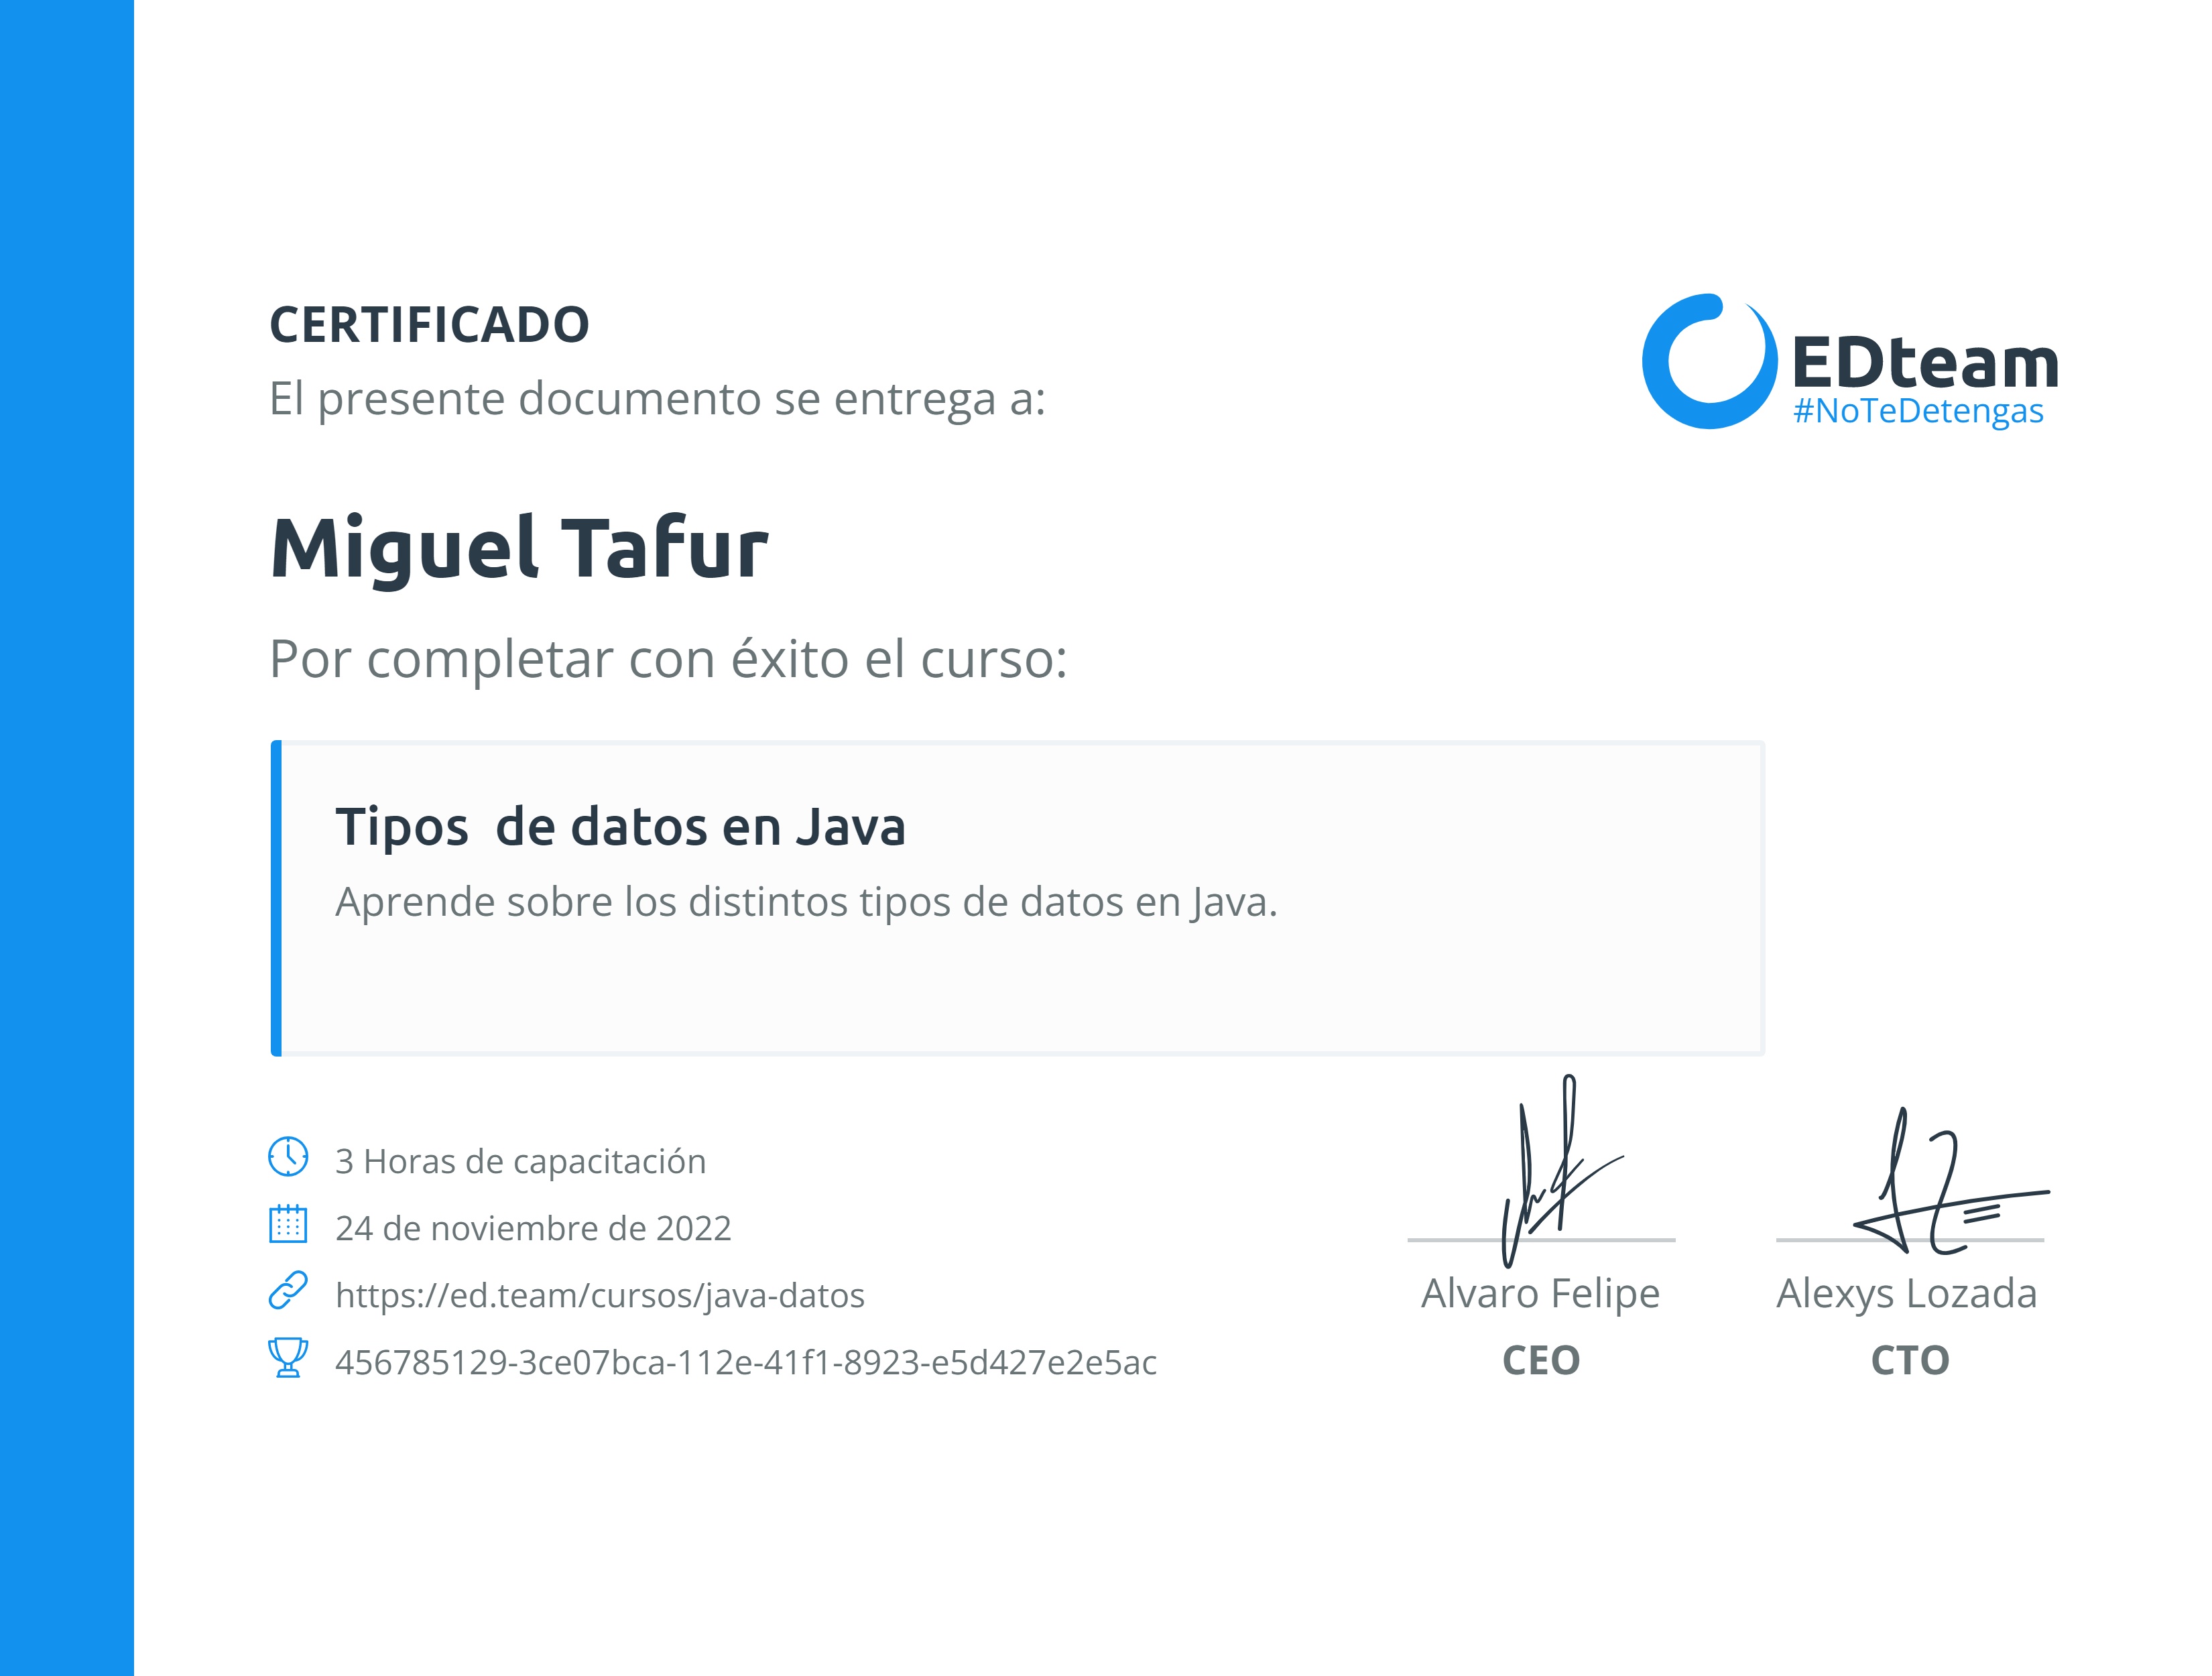 CERTIFICADO
El presente documento se entrega a:
EDteam
#NoTeDetengas
Miguel Tafur
Por completar con éxito el curso:
Tipos  de datos en Java
Aprende sobre los distintos tipos de datos en Java.
3 Horas de capacitación
24 de noviembre de 2022
https://ed.team/cursos/java-datos
456785129-3ce07bca-112e-41f1-8923-e5d427e2e5ac
Alvaro Felipe
CEO
Alexys Lozada
CTO